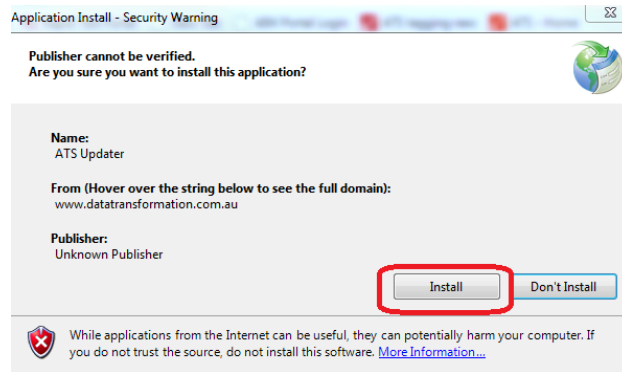 Application Install - Security Warning
Publisher cannot be verified.
Are you sure you want to install this application?
Name:
ATS Updater
From (Hover over the string below to see the full domain):
www.datatransformation.com.au
Publisher:
Unknown Publisher
Install
Don't Install
While applications from the Internet can be useful, they can potentially harm your computer. If
you do not trust the source, do not install this software. More Information...